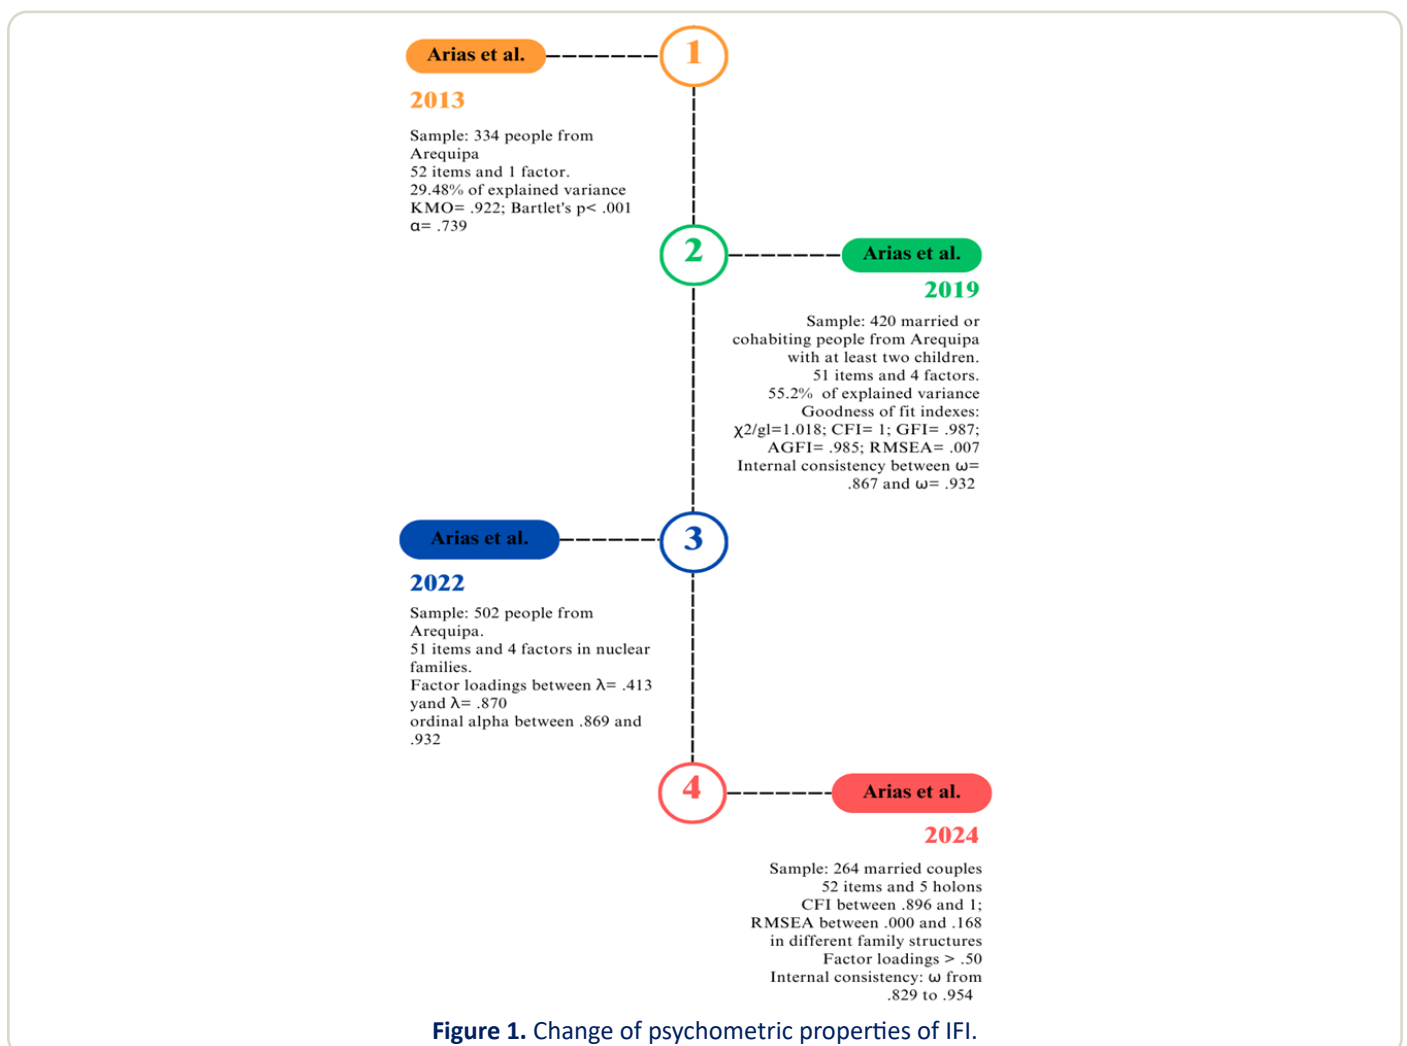 Arias et al.
1
2013
Sample: 334 people from
Arequipa
52 items and 1 factor.
29.48% of explained variance
KMO= .922; Bartlet's p< .001
α= .739
2
Arias et al.
2019
Sample: 420 married or
cohabiting people from Arequipa
with at least two children.
51 items and 4 factors.
55.2% of explained variance
Goodness of fit indexes:
χ2/gl=1.018; CFI= 1; GFI= .987;
AGFI= .985; RMSEA= .007
Internal consistency between ω=
.867 and ω= .932
Arias et al.
3
2022
Sample: 502 people from
Arequipa.
51 items and 4 factors in nuclear
families.
Factor loadings between λ= .413
yand λ= .870
ordinal alpha between .869 and
.932
4
Arias et al.
2024
Sample: 264 married couples
52 items and 5 holons
CFI between .896 and 1;
RMSEA between .000 and .168
in different family structures
Factor loadings > .50
Internal consistency: ω from
.829 to .954
Figure 1. Change of psychometric properties of IFI.